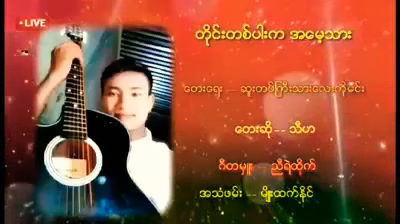 LIVE
တိုင်းတစ်ပါးက အမေ့သား
တေးရေး -- ဆူးတစ်ကြီးသားလေးကိုမင်း
တေးဆို -- သီဟ
ဂီတမှူး -- ညီရဲထိုက်
အသံဖမ်း -- မျိုးထက်နိုင်